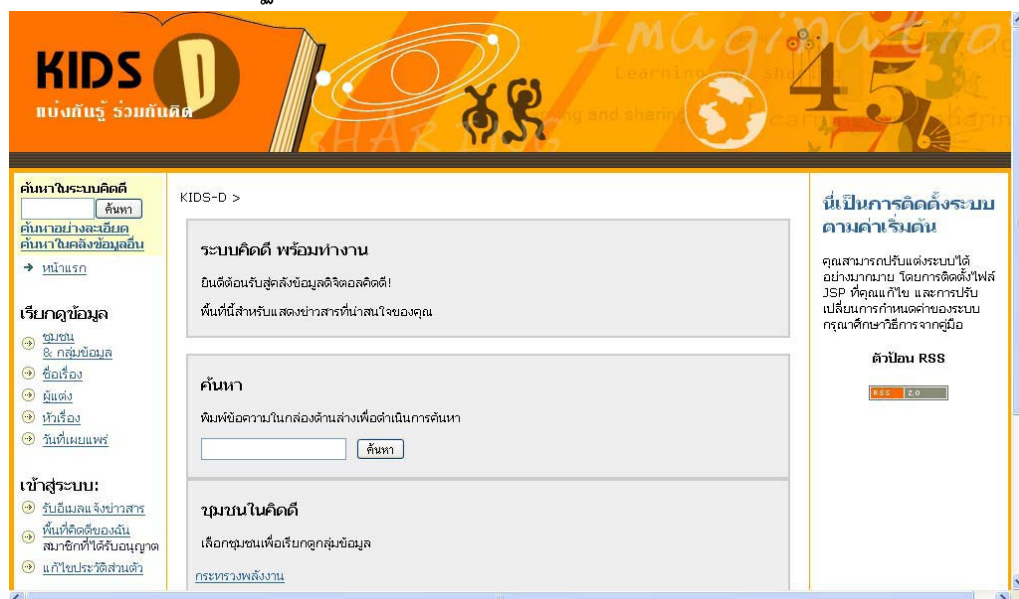 KIDS D
แบ่งกันรู้ ร่วมกันคิด
Imaginatio
Learning
sha
ng and sharing
SHARING
4 5 3
ค้นหาในระบบคิดดี
ค้นหา
ค้นหาอย่างละเอียด
ค้นหาในคลังข้อมูลอื่น
หน้าแรก
เรียกดูข้อมูล
ชุมชน
& กลุ่มข้อมูล
ชื่อเรื่อง
ผู้แต่ง
หัวเรื่อง
วันที่เผยแพร่
เข้าสู่ระบบ:
รับอีเมลแจ้งข่าวสาร
พื้นที่คิดดีของฉัน
สมาชิกที่ได้รับอนุญาต
แก้ไขประวัติส่วนตัว
KIDS-D >
ระบบคิดดี พร้อมทำงาน
ยินดีต้อนรับสู่คลังข้อมูลดิจิตอลคิดดี!
พื้นที่นี้สำหรับแสดงข่าวสารที่น่าสนใจของคุณ
ค้นหา
พิมพ์ข้อความในกล่องด้านล่างเพื่อดำเนินการค้นหา
ค้นหา
ชุมชนในคิดดี
เลือกชุมชนเพื่อเรียกดูกลุ่มข้อมูล
กระทรวงพลังงาน
นี่เป็นการติดตั้งระบบ
ตามค่าเริ่มต้น
คุณสามารถปรับแต่งระบบได้
อย่างมากมาย โดยการติดตั้งไฟล์
JSP ที่คุณแก้ไข และการปรับ
เปลี่ยนการกำหนดค่าของระบบ
กรุณาศึกษาวิธีการจากคู่มือ
ตัวป้อน RSS
RSS 2.0